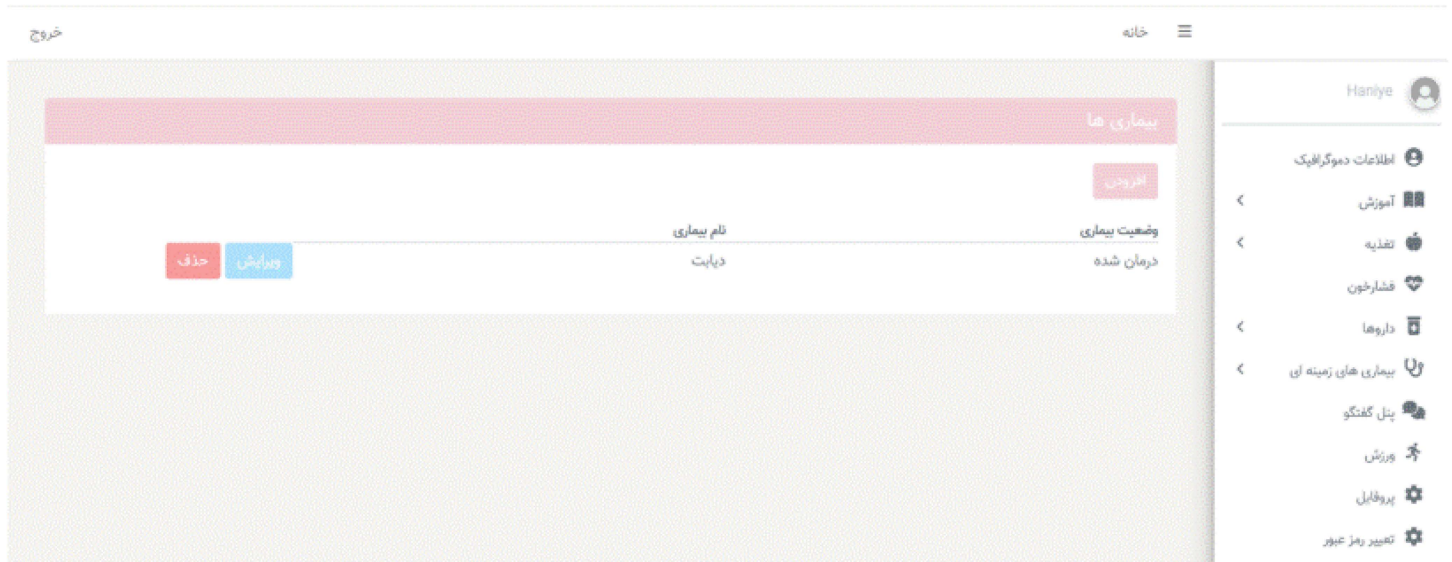 خانه
خروج
Haniye
اطلاعات دموگرافیک
آموزش
تغذیه
فشارخون
داروها
بیماری های زمینه ای
پنل گفتگو
ورزش
پروفایل
تغییر رمز عبور
بیماری ها
افزودن
وضعیت بیماری نام بیماری
درمان شده دیابت ویرایش حذف